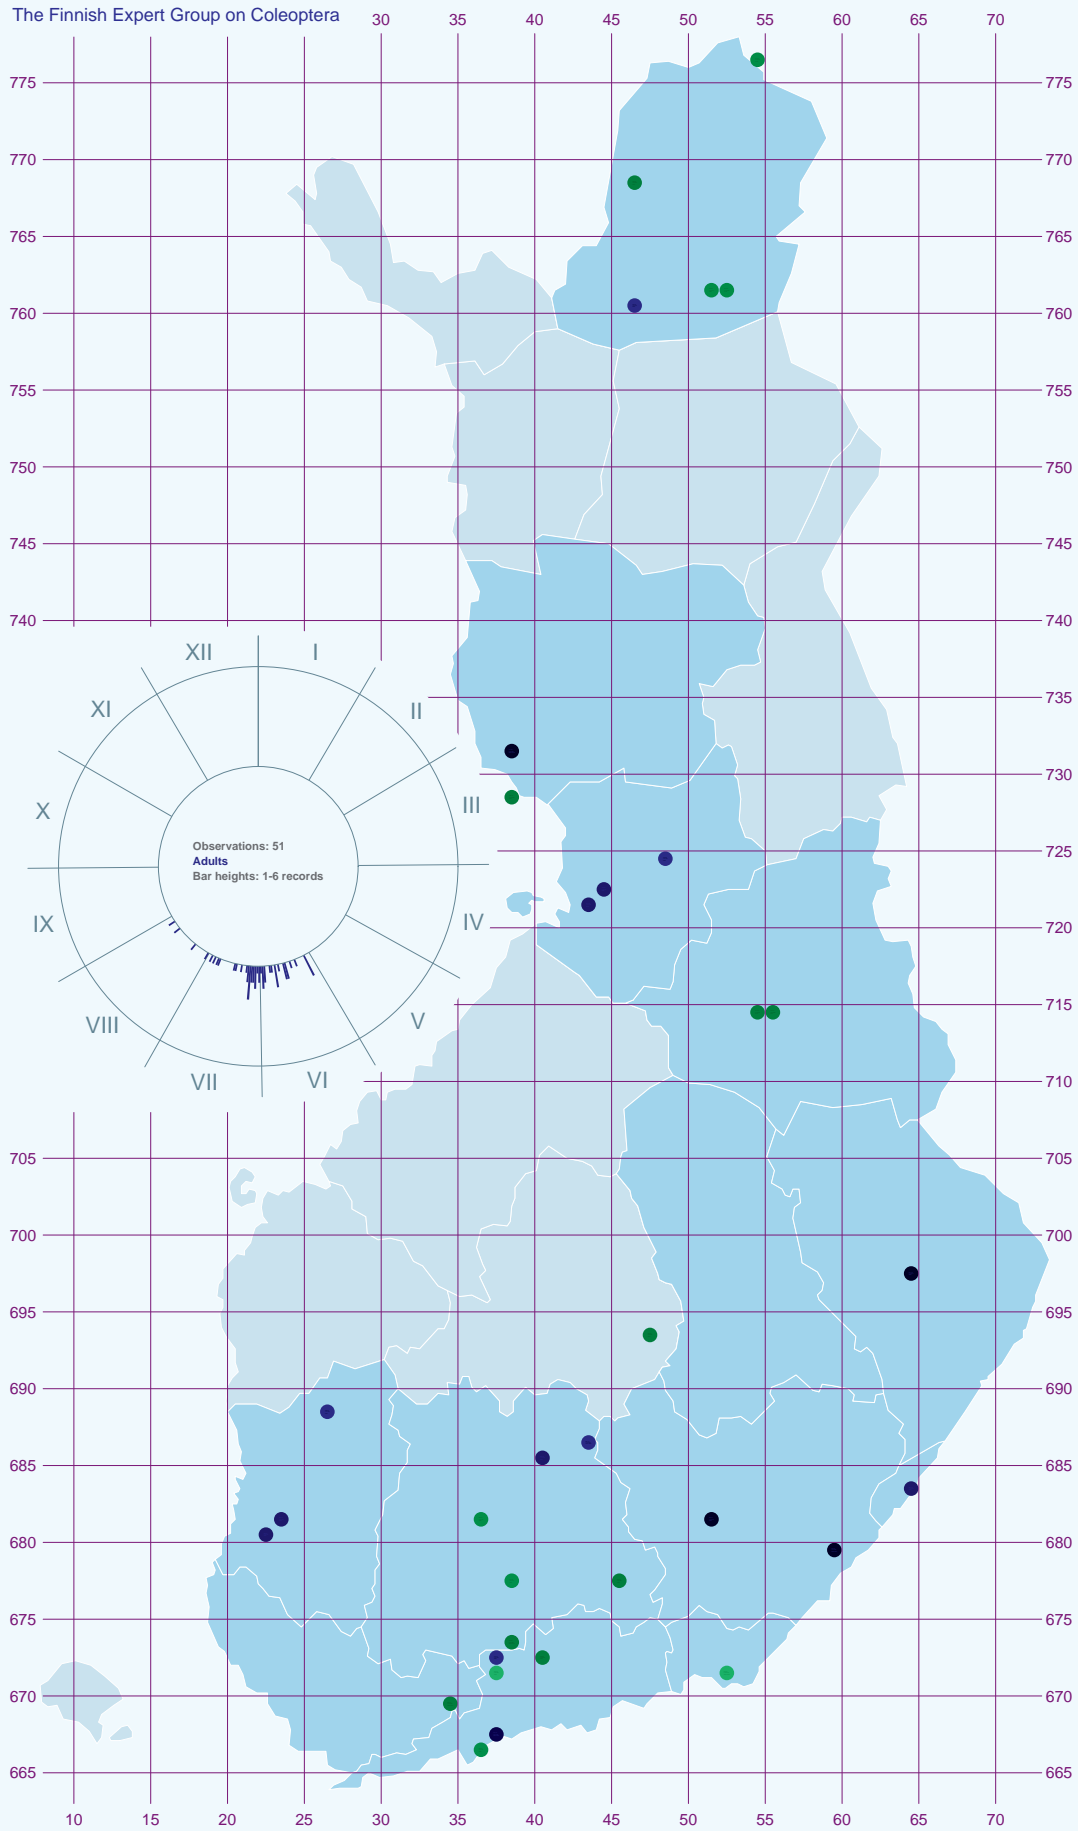 The Finnish Expert Group on Coleoptera
30 35 40 45 50 55 60 65 70
775 775
770 770
765 765
760 760
755 755
750 750
745 745
740 740
XII I
XI II
735
730
X III
Observations: 51
Adults
Bar heights: 1-6 records
725
IX IV
720
715
VIII V
VII VI
710
705 705
700 700
695 695
690 690
685 685
680 680
675 675
670 670
665 665
10 15 20 25 30 35 40 45 50 55 60 65 70